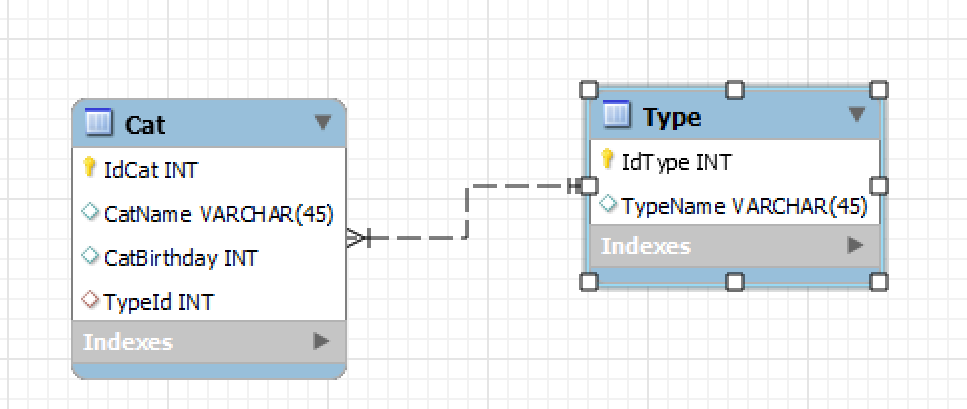 Cat
IdCat INT
CatName VARCHAR(45)
CatBirthday INT
TypeId INT
Indexes
Type
IdType INT
TypeName VARCHAR(45)
Indexes